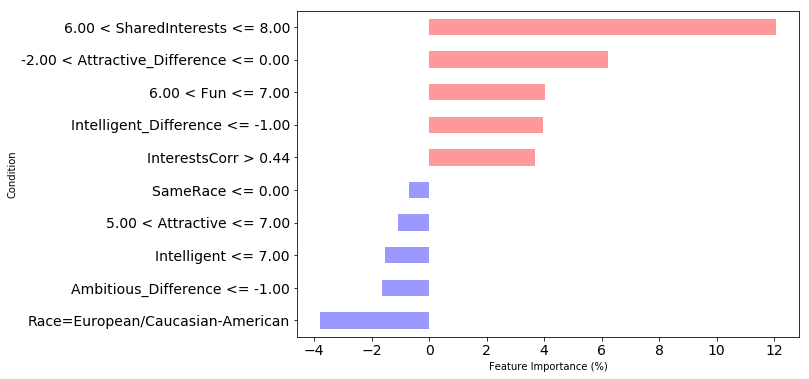 6.00 < SharedInterests <= 8.00
-2.00 < Attractive_Difference <= 0.00
6.00 < Fun <= 7.00
Intelligent_Difference <= -1.00
InterestsCorr > 0.44
SameRace <= 0.00
5.00 < Attractive <= 7.00
Intelligent <= 7.00
Ambitious_Difference <= -1.00
Race=European/Caucasian-American
Condition
−4 −2 0 2 4 6 8 10 12
Feature Importance (%)